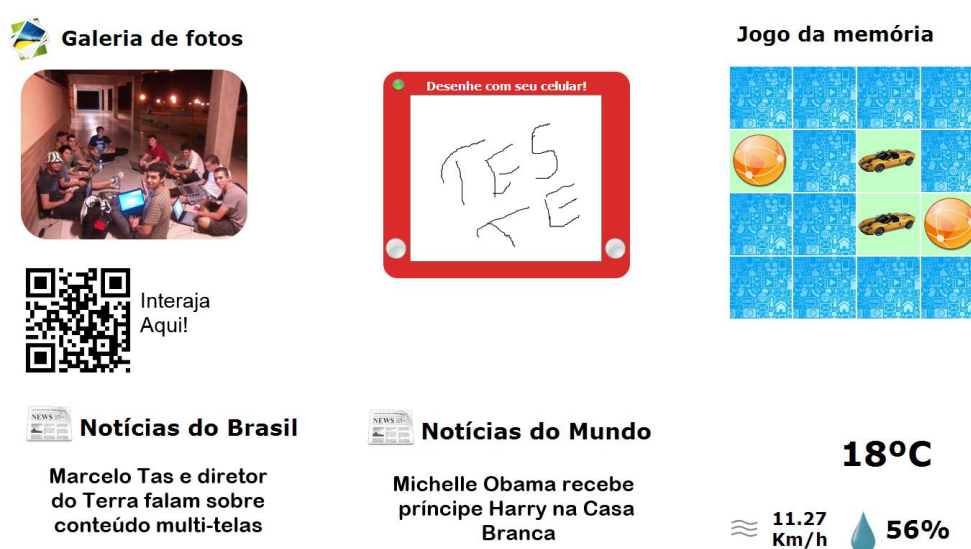 Galeria de fotos
Jogo da memória
Desenhe com seu celular!
TES
TE
Interaja
Aqui!
NEWS
Notícias do Brasil
NEWS
Notícias do Mundo
Marcelo Tas e diretor
do Terra falam sobre
conteúdo multi-telas
Michelle Obama recebe
príncipe Harry na Casa
Branca
18ºC
11.27
Km/h
56%